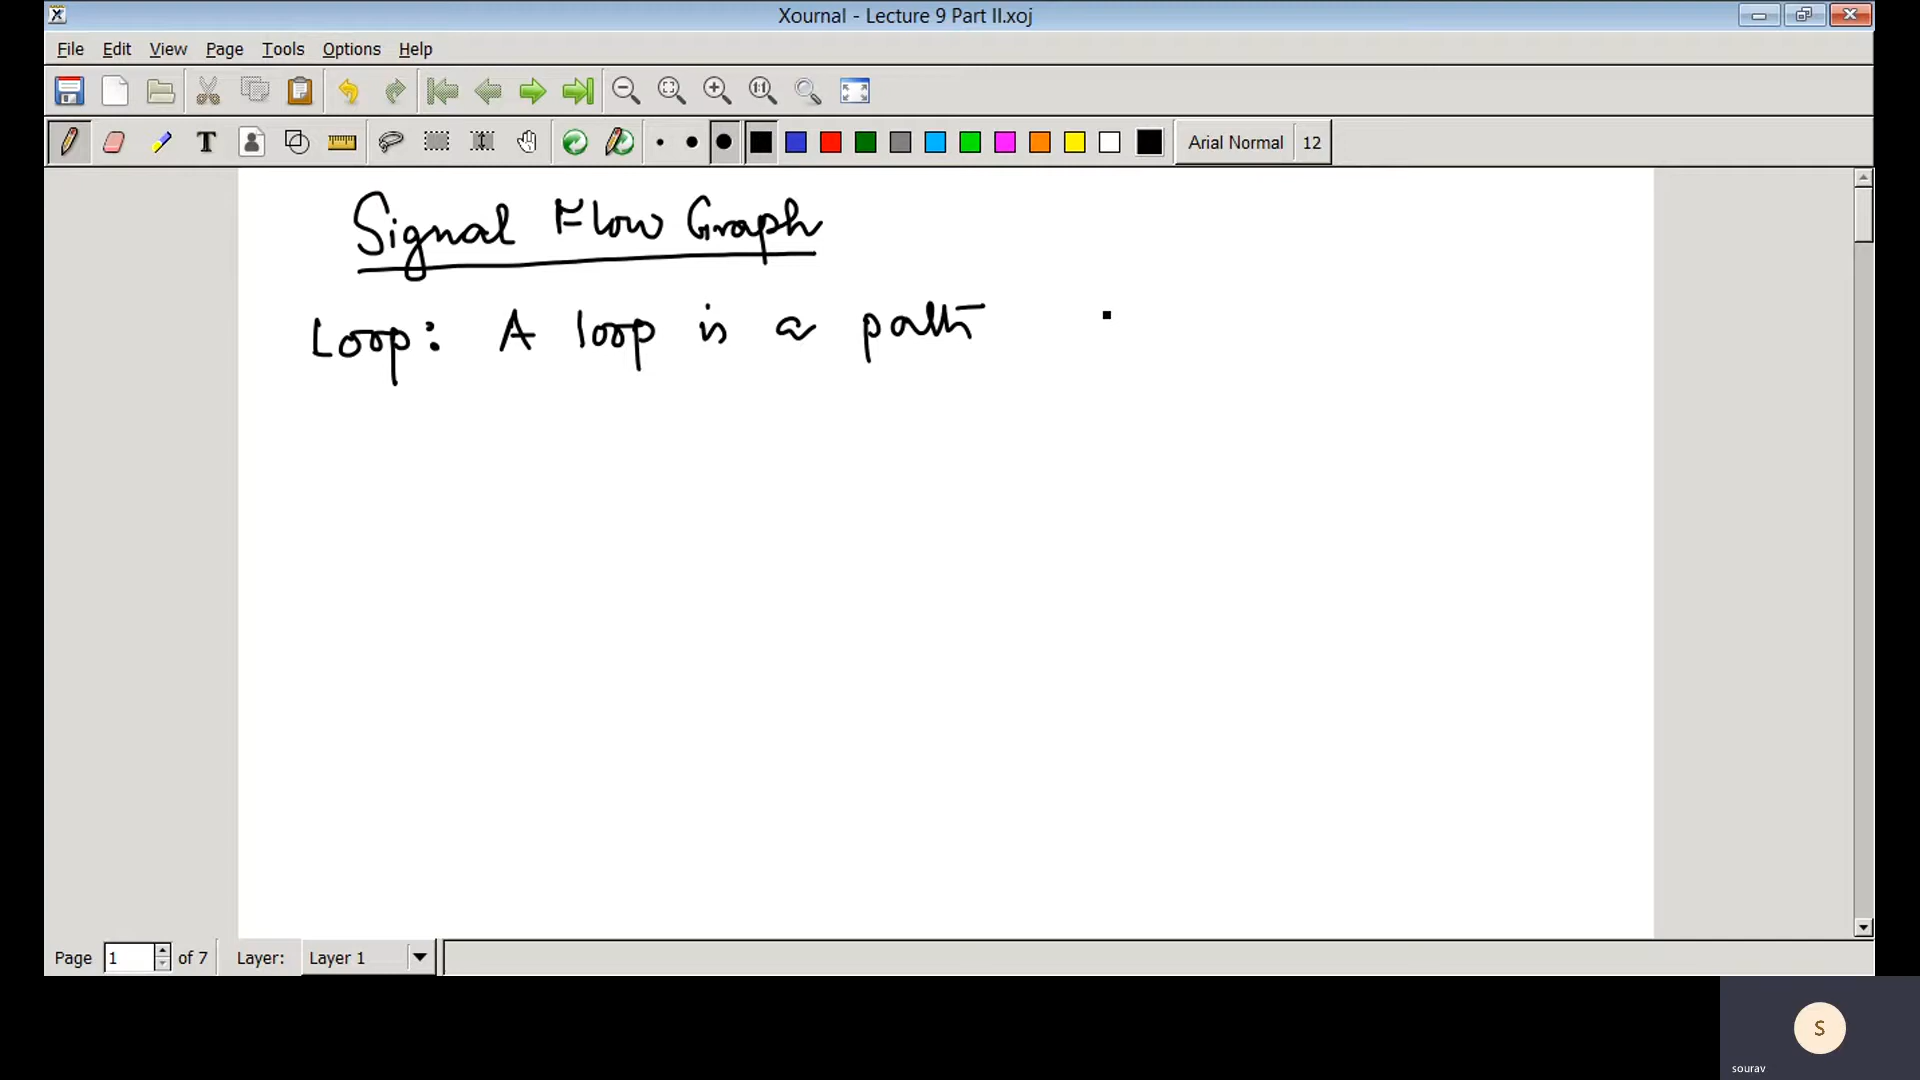 Xournal - Lecture 9 Part II.xoj
File Edit View Page Tools Options Help
Arial Normal 12
Signal Flow Graph
Loop: A loop is a path
Page 1 of 7 Layer: Layer 1
S
sourav